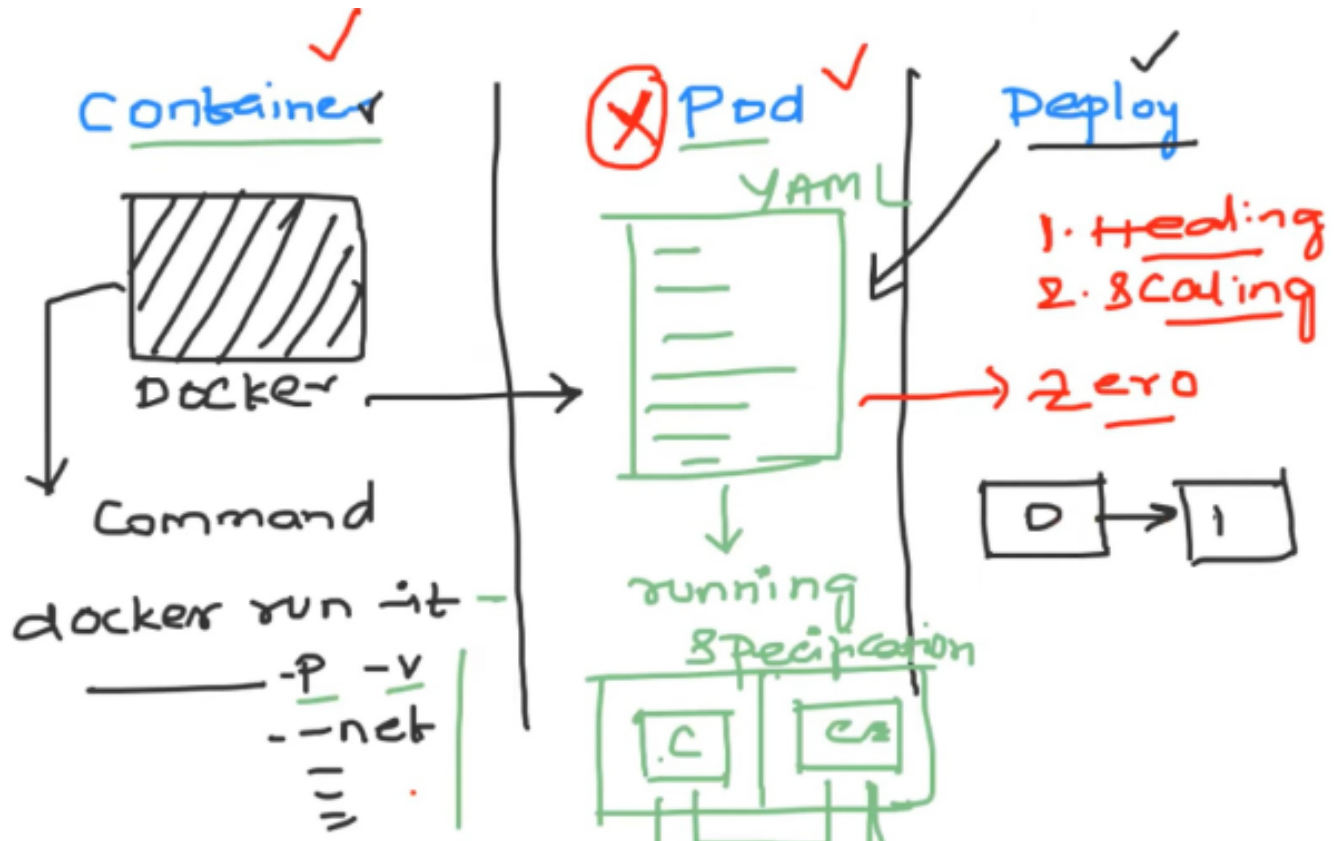 Container
Docker
Command
docker run -it -
-p -v
--net
X Pod
YAML
running
specification
C
C2
Deploy
1. Healing
2. Scaling
Zero
0
1